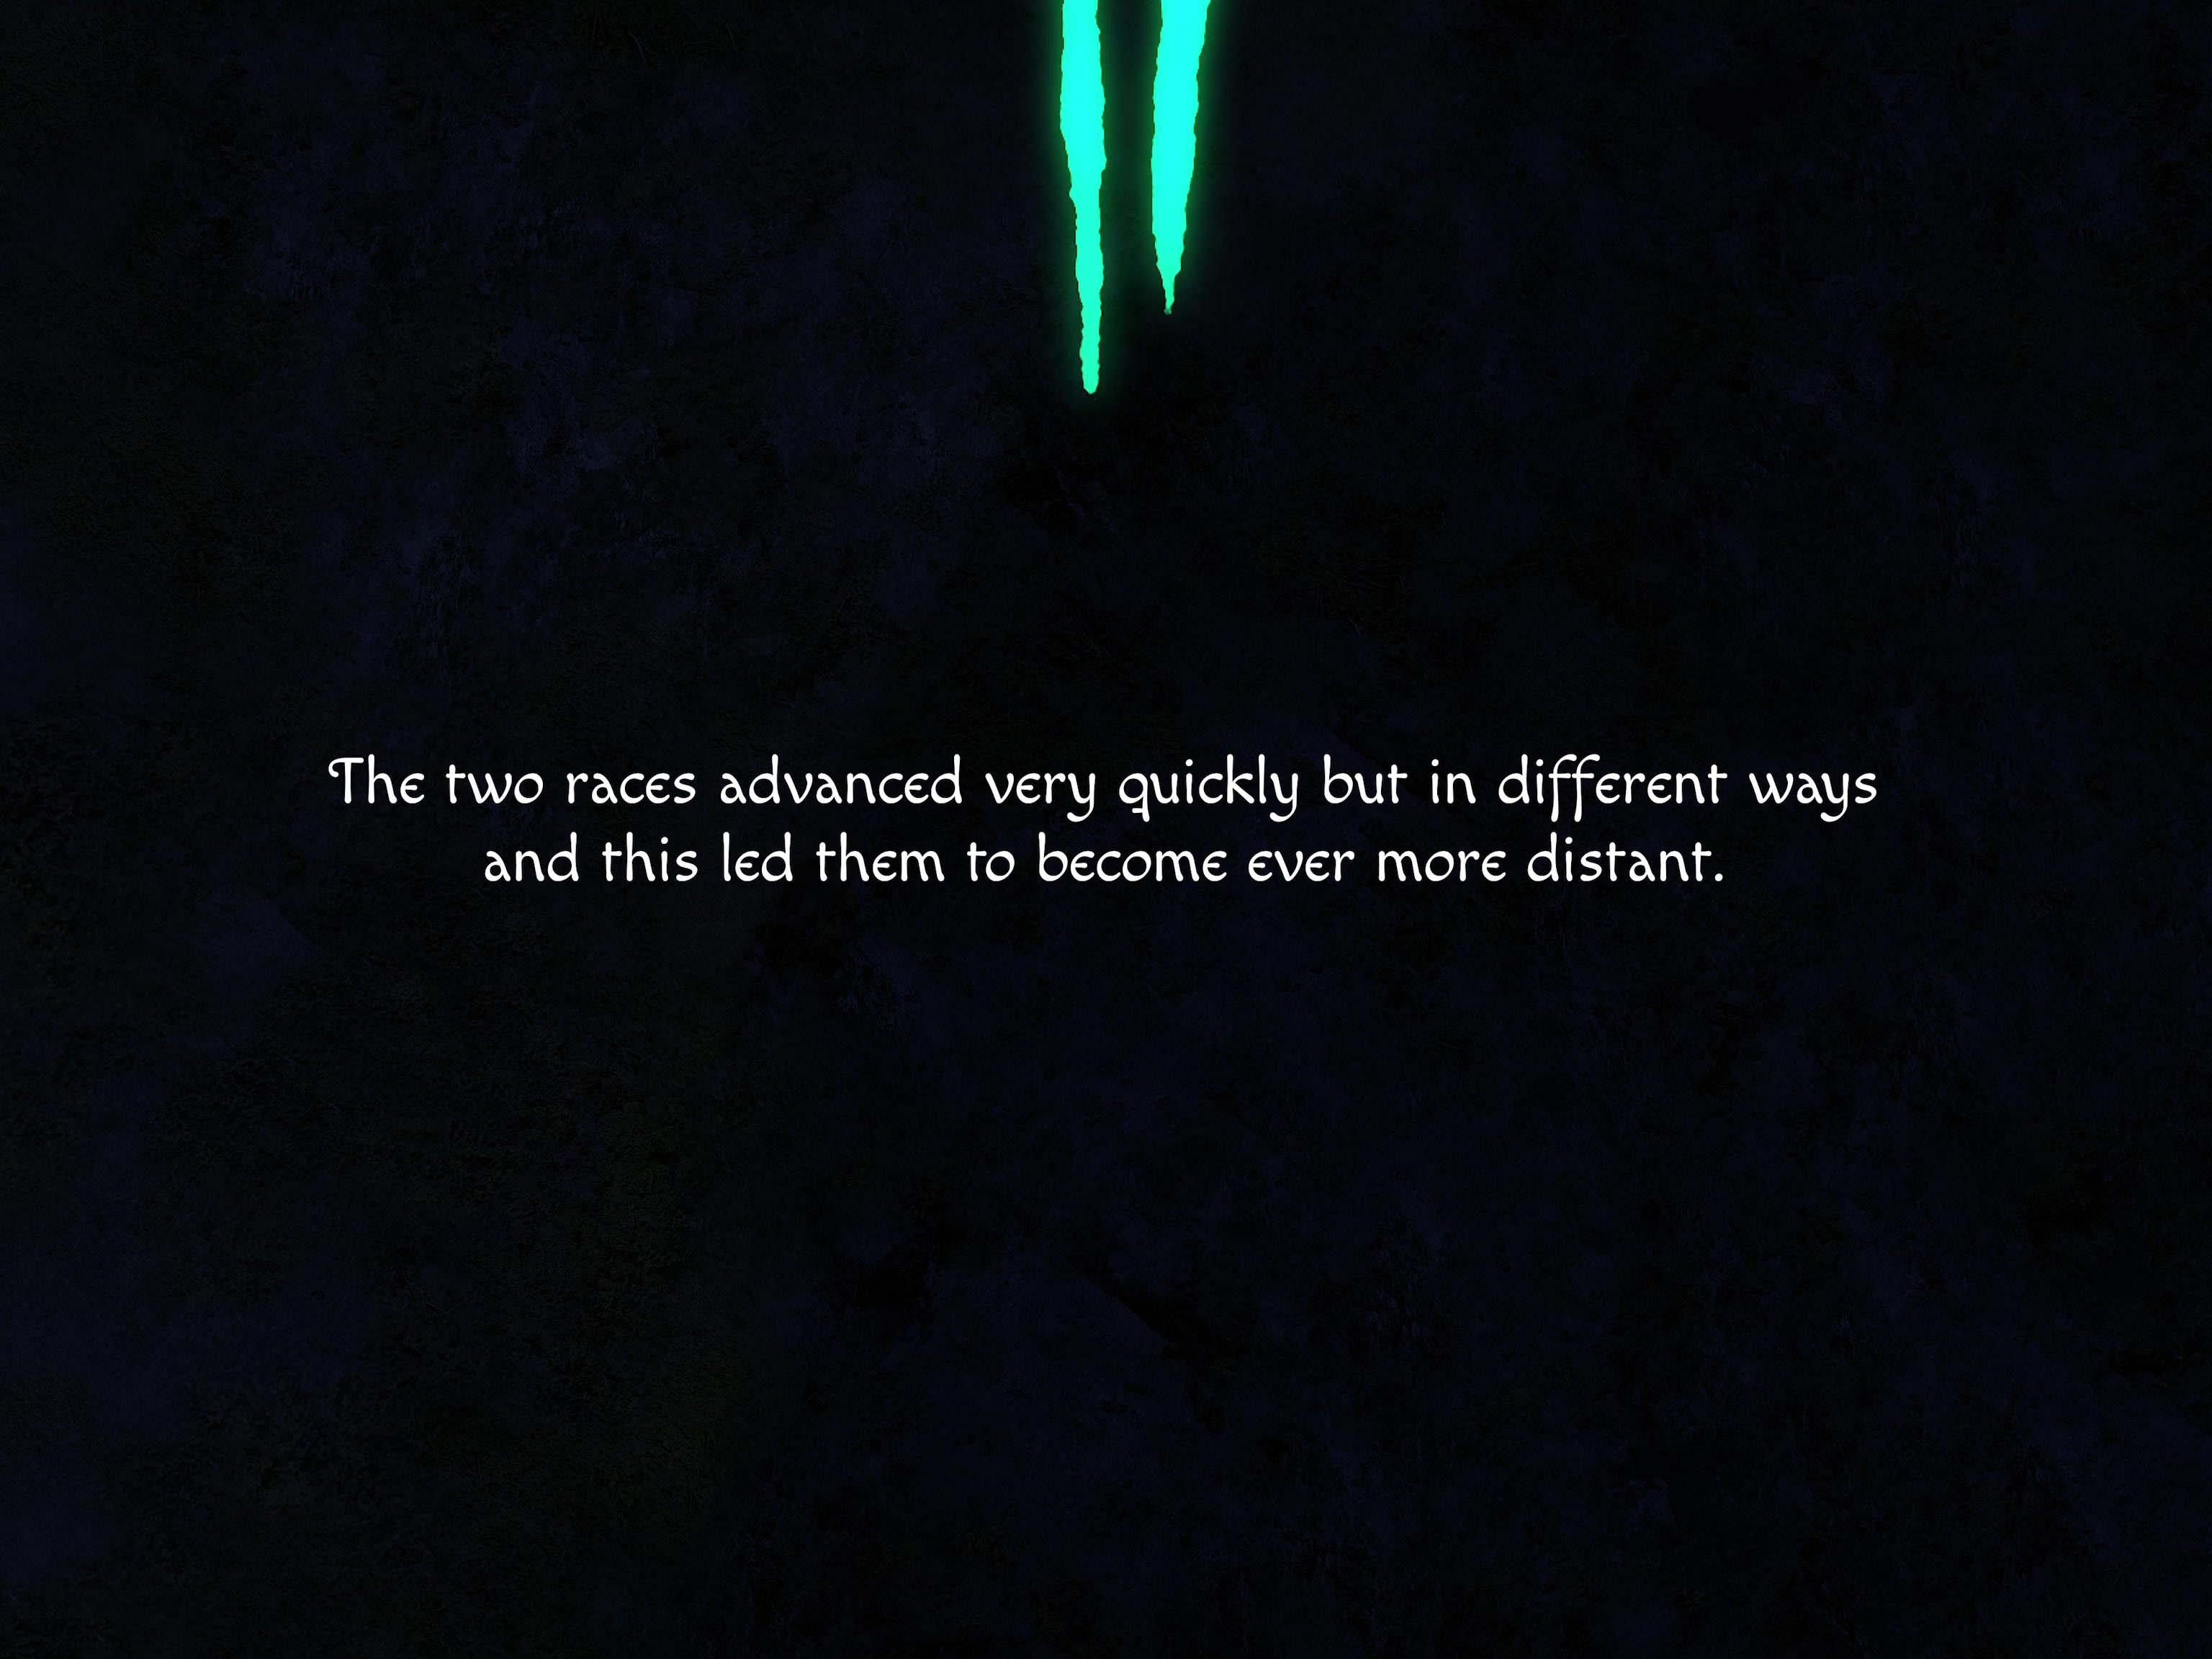 The two races advanced very quickly but in different ways
and this led them to become ever more distant.